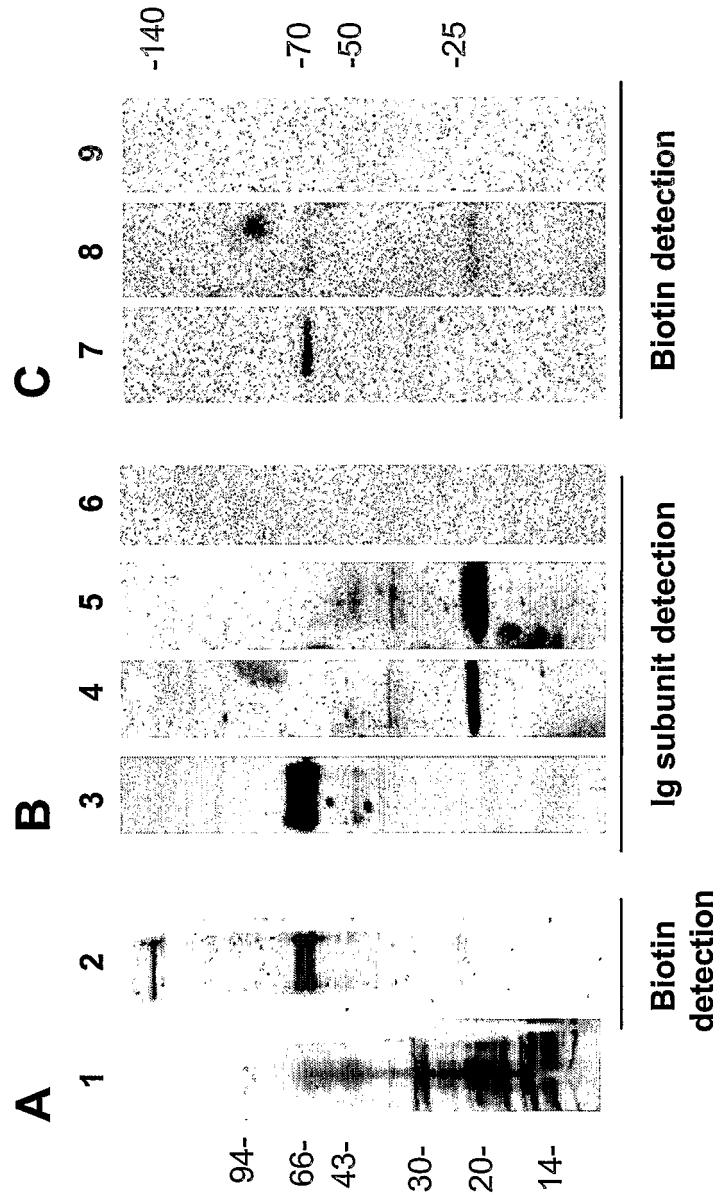 A
B
C
1
2
3
4
5
6
7
8
9
94-
66-
43-
30-
20-
14-
-140
-70
-50
-25
Biotin
detection
Ig subunit detection
Biotin detection